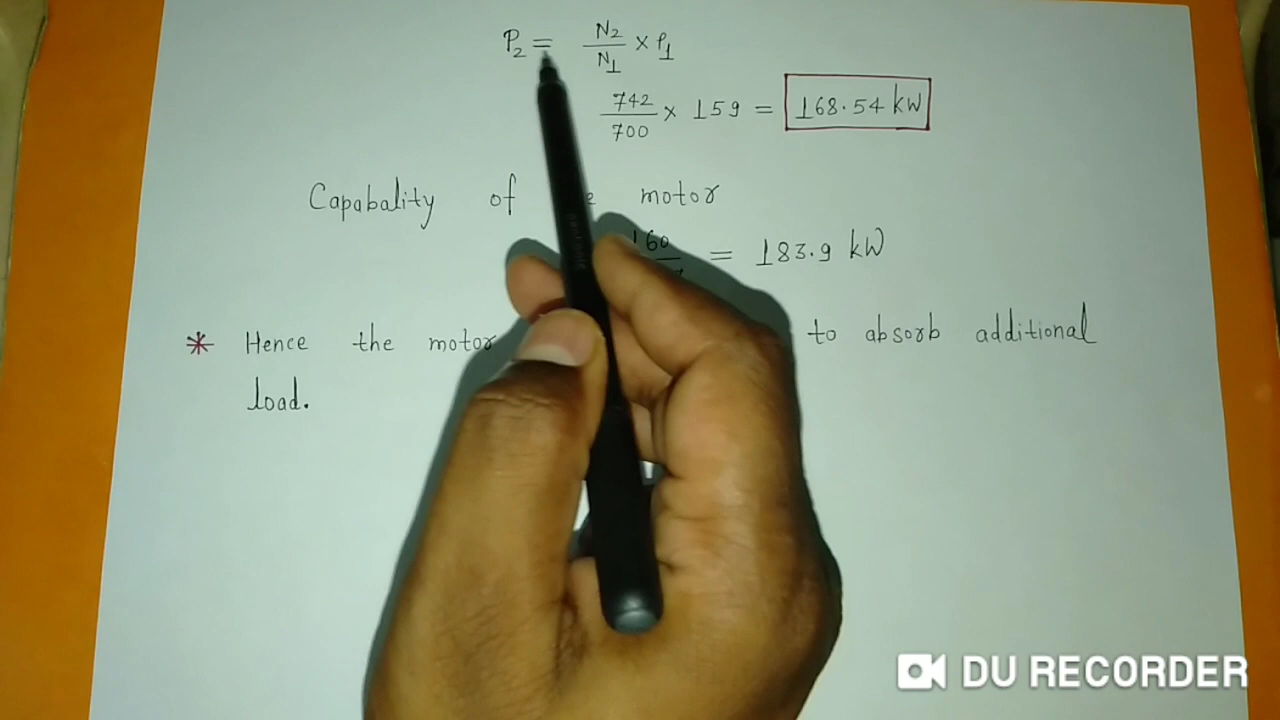 P2 = N2/N1 × P1
742/700 × 159 = 168.54 kW
Capabality of motor
160 = 183.9 kW
* Hence the motor to absorb additional
load.
DU RECORDER